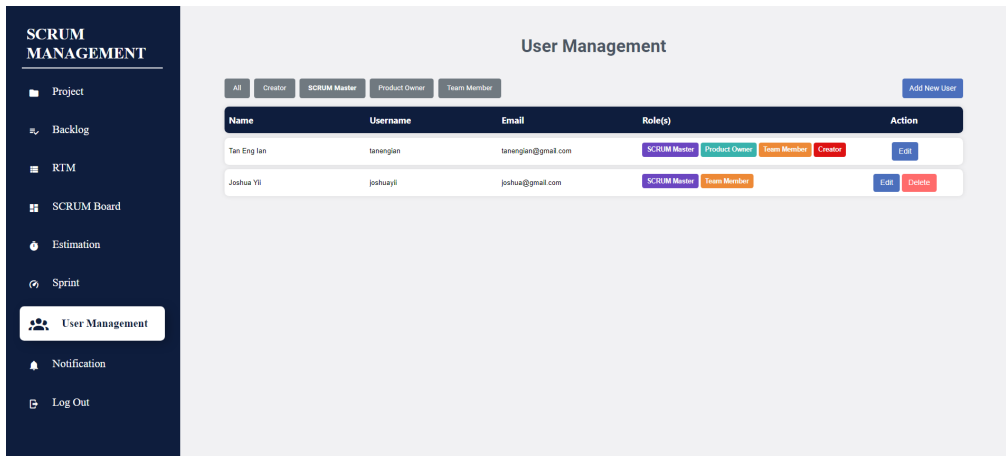 SCRUM
MANAGEMENT
Project
Backlog
RTM
SCRUM Board
Estimation
Sprint
User Management
Notification
Log Out
User Management
All Creator SCRUM Master Product Owner Team Member Add New User
Name Username Email Role(s) Action
Tan Eng Ian tanengian tanengian@gmail.com SCRUM Master Product Owner Team Member Creator Edit
Joshua Yii joshuayii joshua@gmail.com SCRUM Master Team Member Edit Delete